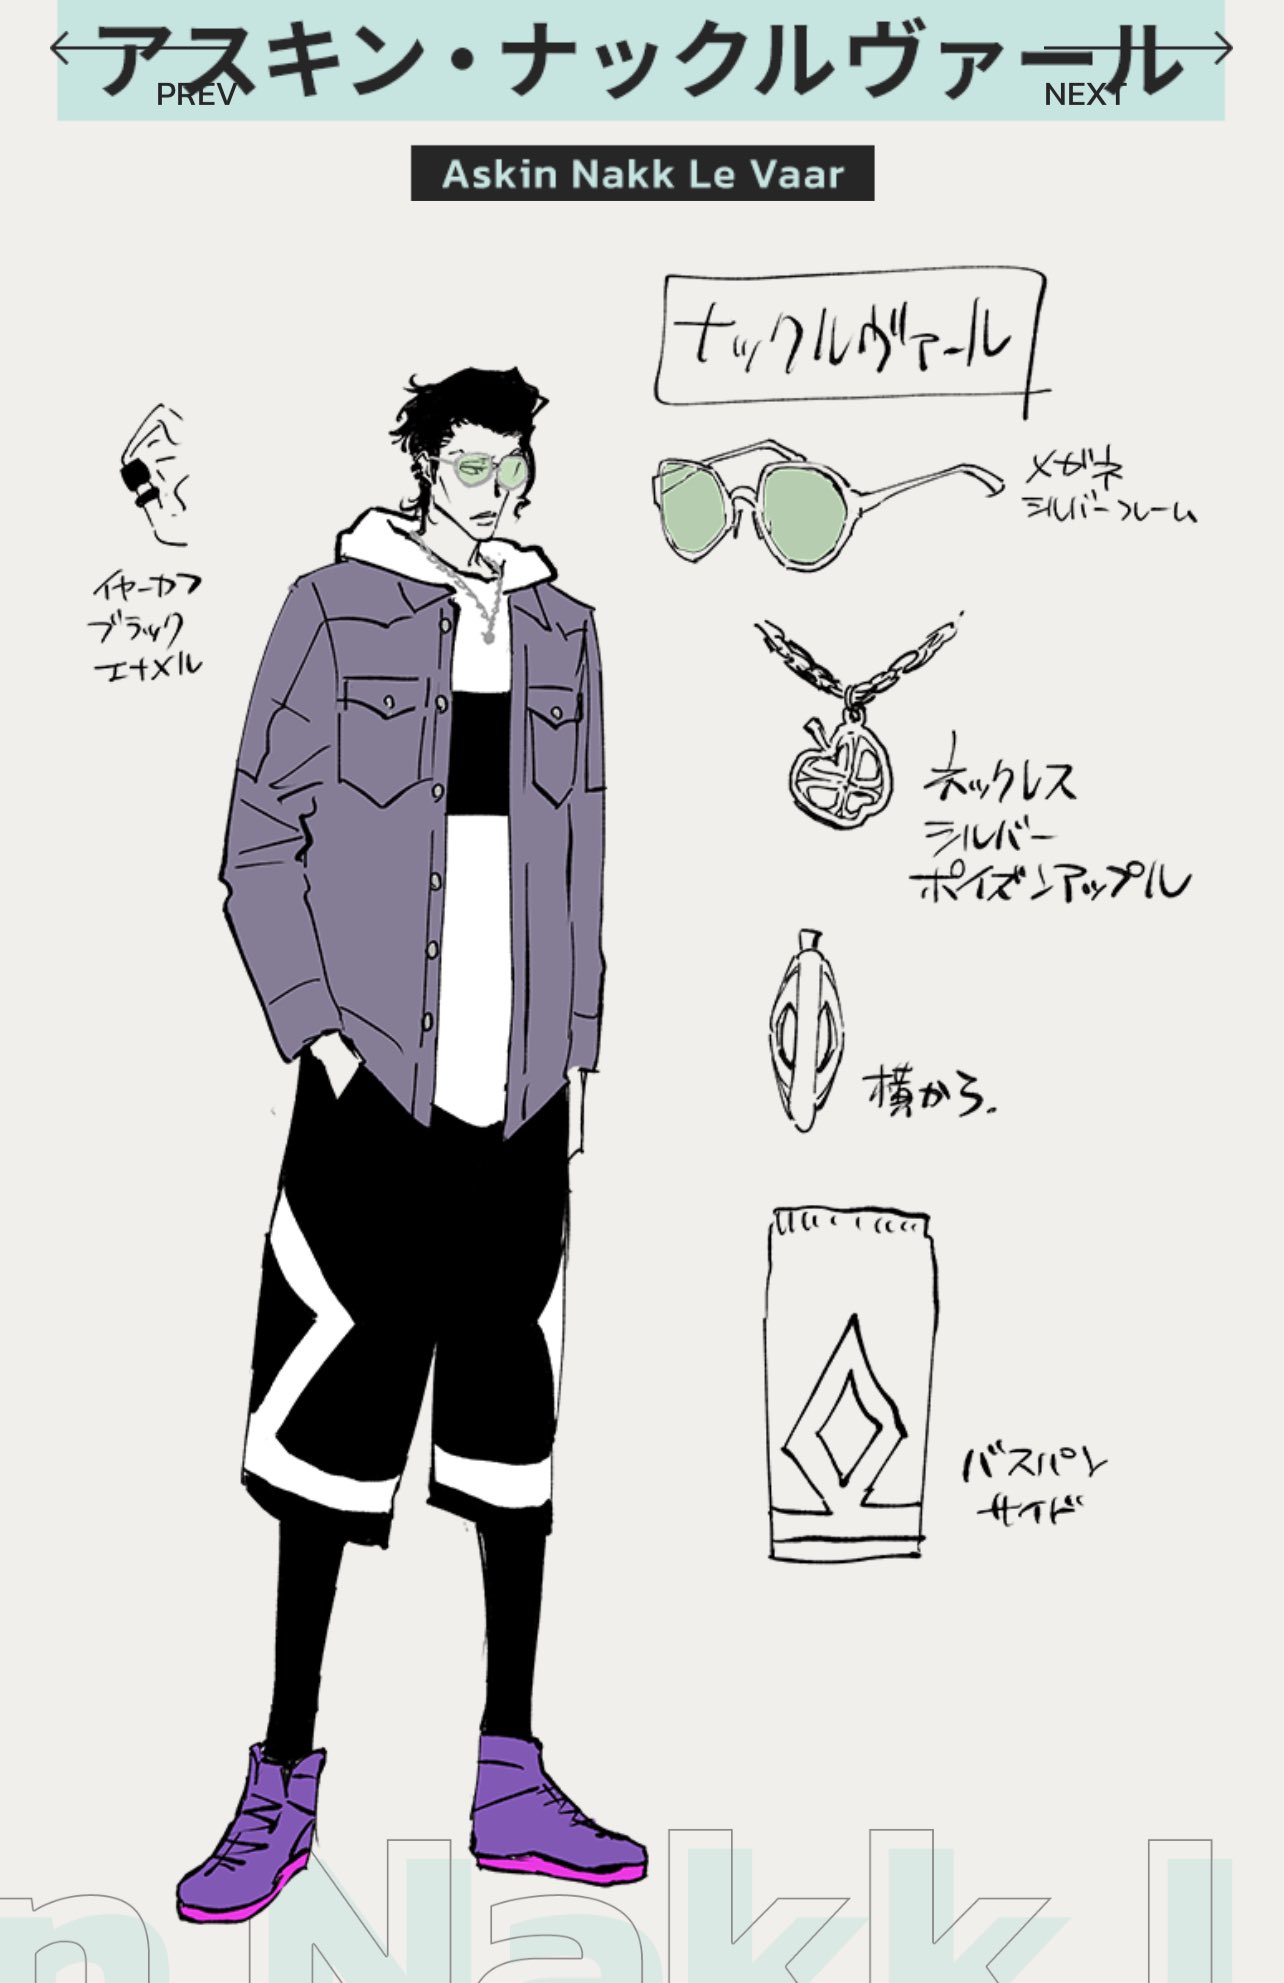 アスキン・ナックルヴァール
PREV
NEXT
Askin Nakk Le Vaar
ナックルヴァール
メガネ
シルバーフレーム
イヤーカフ
ブラック
エナメル
ネックレス
シルバー
ポイズンアップル
横から.
バスパン
サイド
n Nakk l